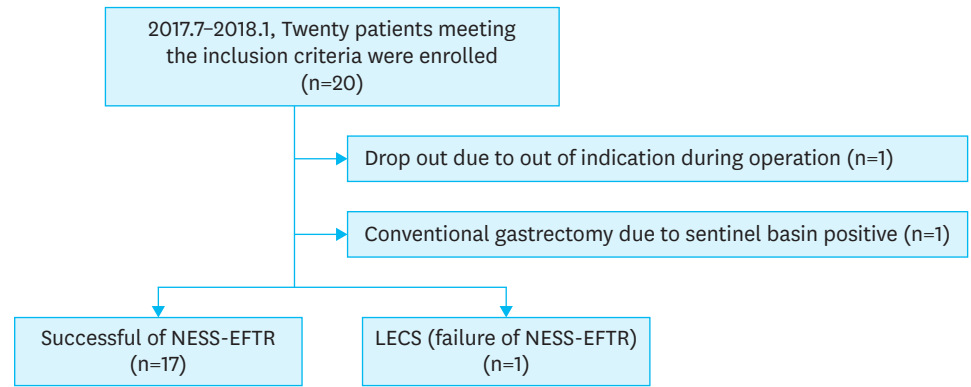 2017.7–2018.1, Twenty patients meeting
the inclusion criteria were enrolled
(n=20)
Drop out due to out of indication during operation (n=1)
Conventional gastrectomy due to sentinel basin positive (n=1)
Successful of NESS-EFTR
(n=17)
LECS (failure of NESS-EFTR)
(n=1)